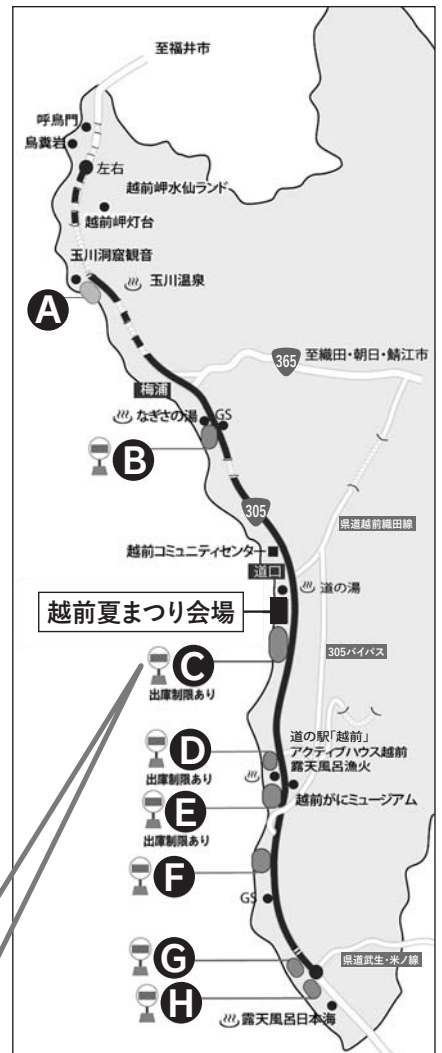 至福井市
呼鳥門
鳥糞岩
左右
越前岬水仙ランド
越前岬灯台
玉川洞窟観音
玉川温泉
A
365
至織田・朝日・鯖江市
梅浦
なぎさの湯
GS
B
305
県道越前織田線
越前コミュニティセンター
道口
道の湯
越前夏まつり会場
305バイパス
C
出庫制限あり
D
出庫制限あり
道の駅「越前」
アクティブハウス越前
露天風呂漁火
E
出庫制限あり
越前がにミュージアム
F
GS
G
県道武生・米ノ線
H
露天風呂日本海